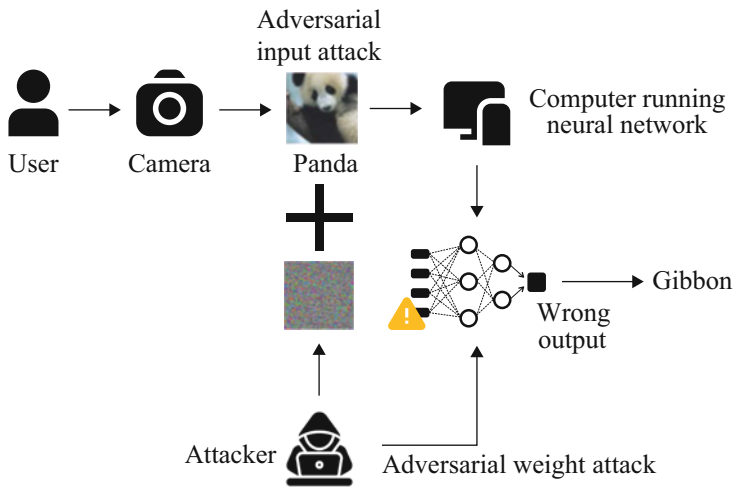 Adversarial
input attack
User
Camera
Panda
Computer running
neural network
Gibbon
Wrong
output
Attacker
Adversarial weight attack